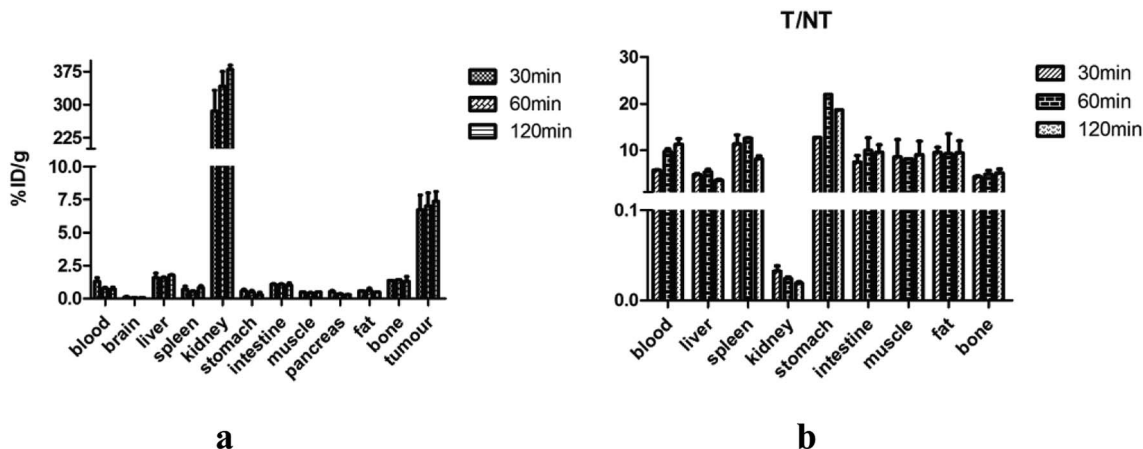 %ID/g
375
300
225
10.0
7.5
5.0
2.5
0.0
blood
brain
liver
spleen
kidney
stomach
intestine
muscle
pancreas
fat
bone
tumour
30min
60min
120min
a
T/NT
30
20
10
0.1
0.0
blood
liver
spleen
kidney
stomach
intestine
muscle
fat
bone
30min
60min
120min
b